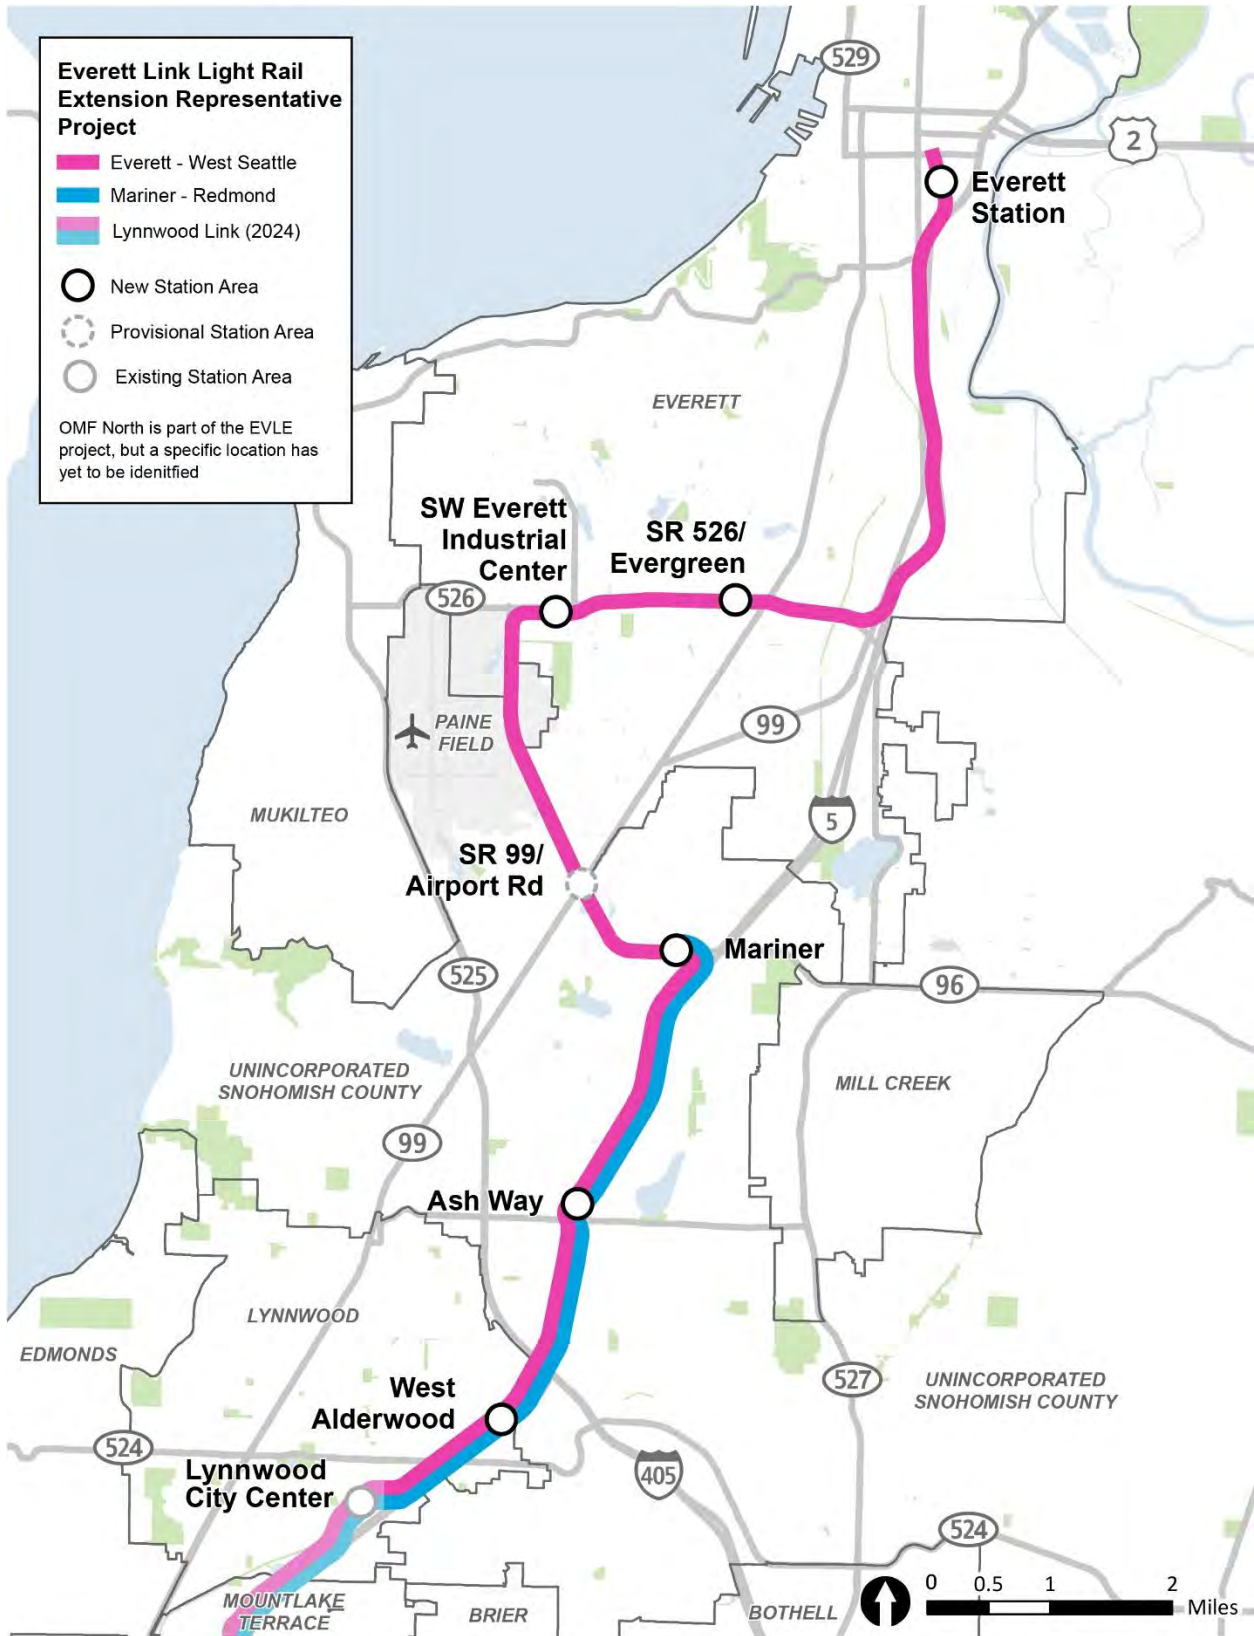 Everett Link Light Rail
Extension Representative
Project
Everett - West Seattle
Mariner - Redmond
Lynnwood Link (2024)
New Station Area
Provisional Station Area
Existing Station Area
OMF North is part of the EVLE
project, but a specific location has
yet to be idenitfied
529
2
Everett
Station
EVERETT
SW Everett
Industrial
Center
SR 526/
Evergreen
526
PAINE
FIELD
99
MUKILTEO
5
SR 99/
Airport Rd
Mariner
525
96
UNINCORPORATED
SNOHOMISH COUNTY
MILL CREEK
99
Ash Way
LYNNWOOD
EDMONDS
527
UNINCORPORATED
SNOHOMISH COUNTY
West
Alderwood
524
Lynnwood
City Center
405
524
MOUNTLAKE
TERRACE
BRIER
BOTHELL
0 0.5 1 2
Miles